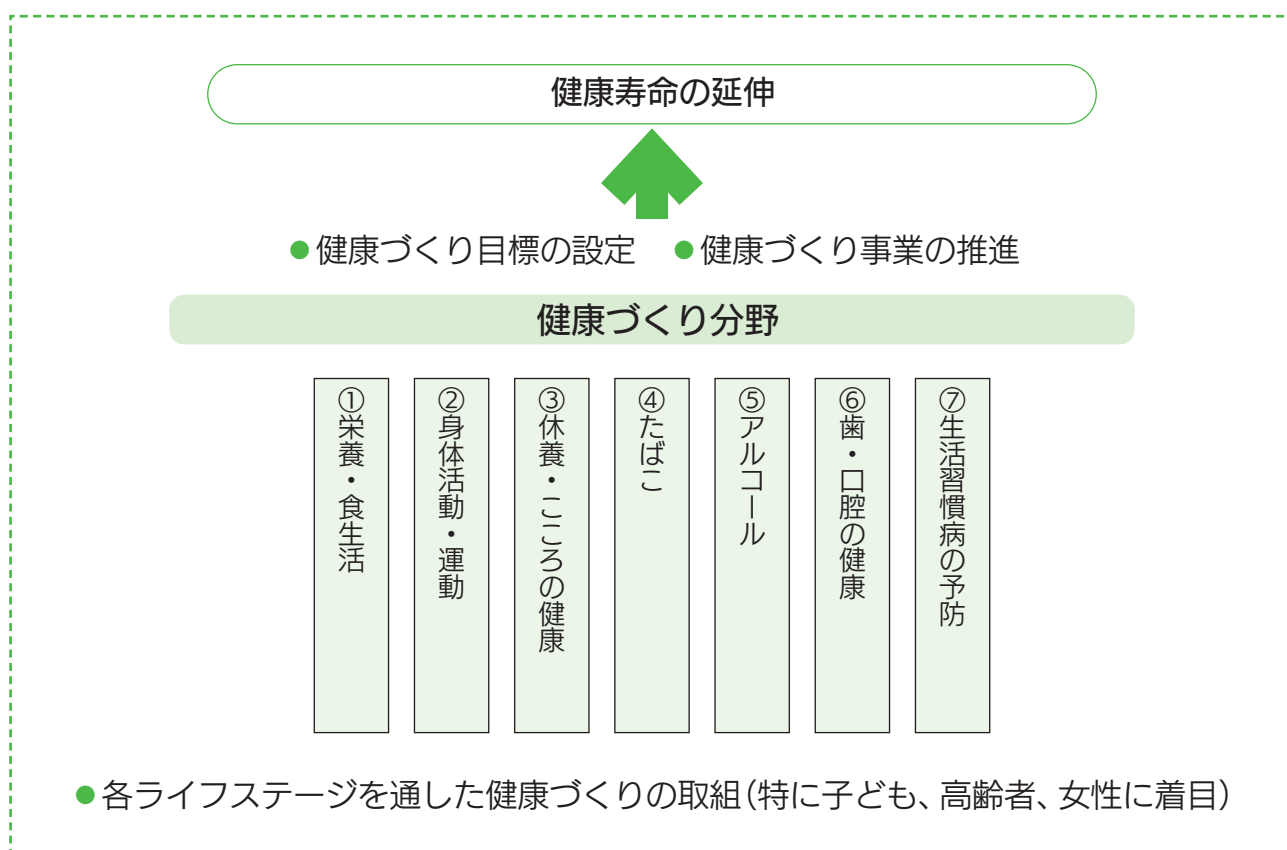 健康寿命の延伸
●健康づくり目標の設定 ●健康づくり事業の推進
健康づくり分野
①栄養・食生活
②身体活動・運動
③休養・こころの健康
④たばこ
⑤アルコール
⑥歯・口腔の健康
⑦生活習慣病の予防
●各ライフステージを通した健康づくりの取組(特に子ども、高齢者、女性に着目)